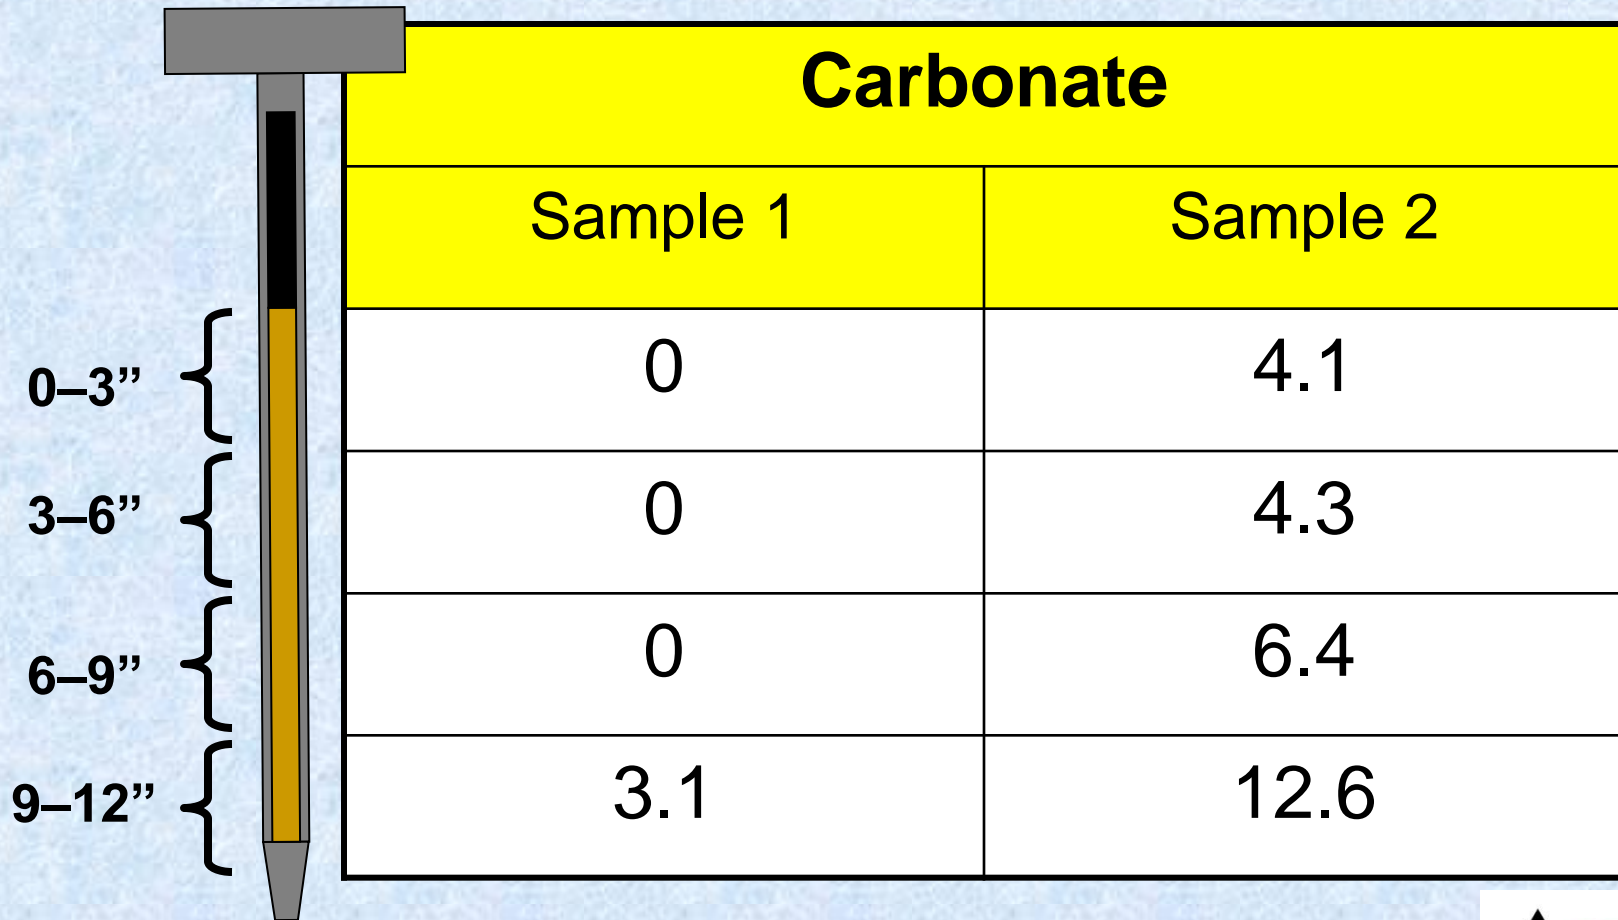 Carbonate
Sample 1 Sample 2
0–3” 0 4.1
3–6” 0 4.3
6–9” 0 6.4
9–12” 3.1 12.6